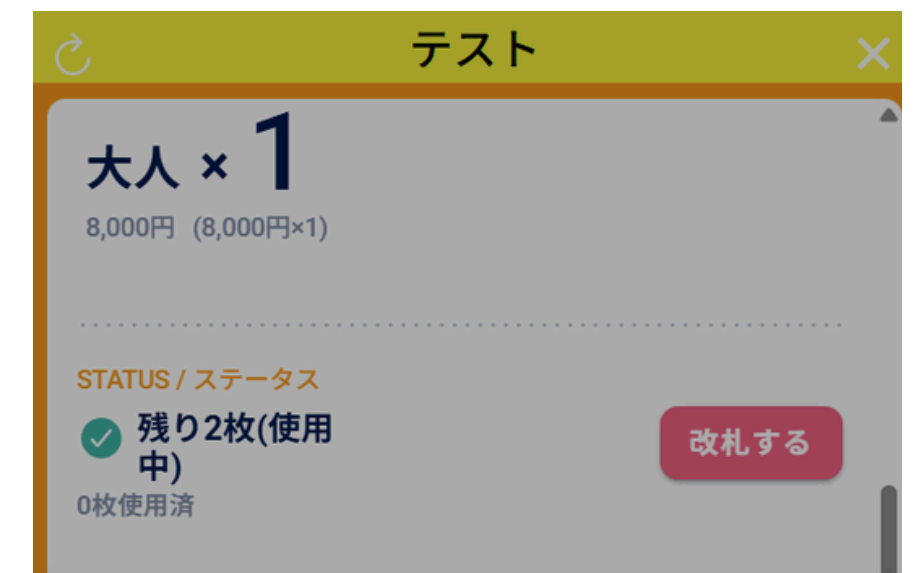 テスト
大人 × 1
8,000円 (8,000円×1)
STATUS / ステータス
残り2枚(使用
中)
改札する
0枚使用済